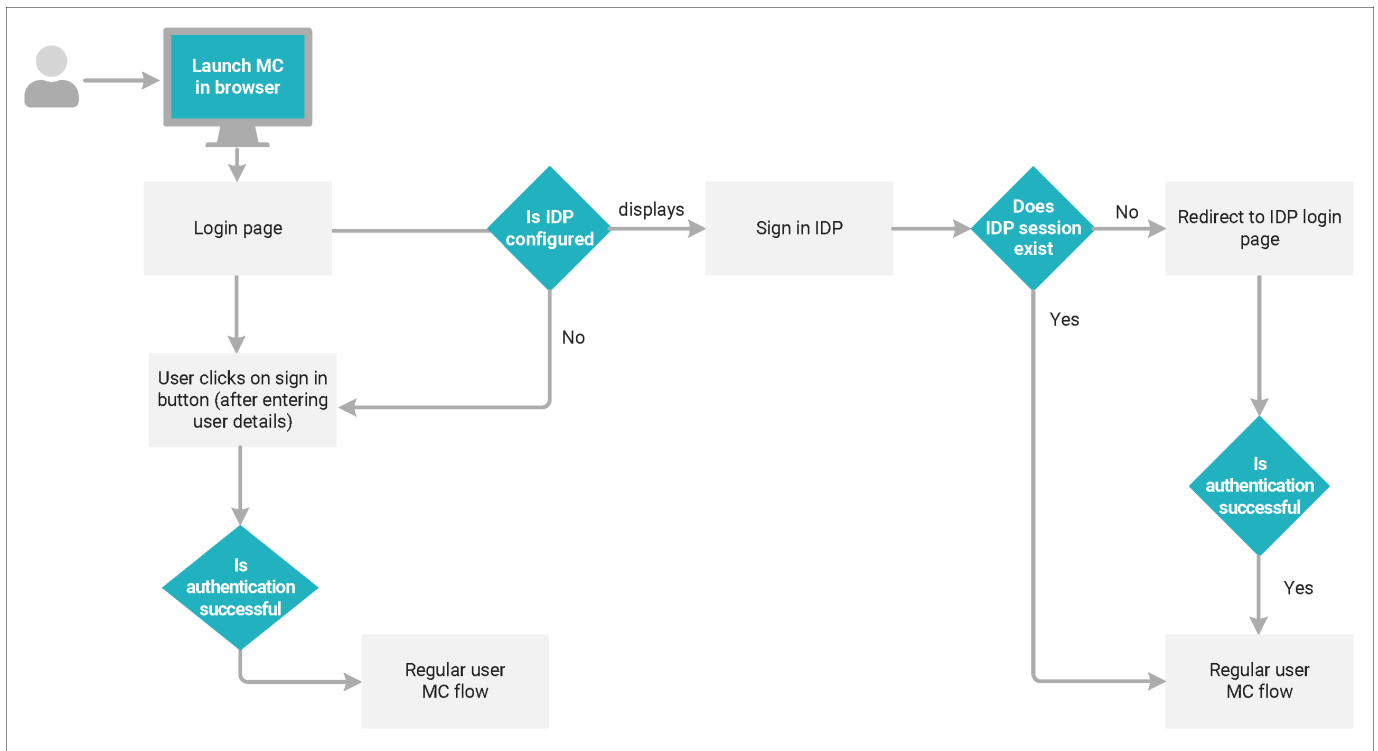 Launch MC
in browser
Login page
Is IDP
configured
displays
Sign in IDP
Does
IDP session
exist
No
Redirect to IDP login
page
No
Yes
User clicks on sign in
button (after entering
user details)
Is
authentication
successful
Is
authentication
successful
Yes
Regular user
MC flow
Regular user
MC flow